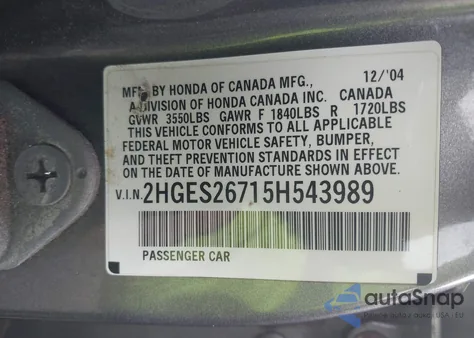 MFD. BY HONDA OF CANADA MFG., 12/'04
A DIVISION OF HONDA CANADA INC. CANADA
GVWR 3550LBS GAWR F 1840LBS R 1720LBS
THIS VEHICLE CONFORMS TO ALL APPLICABLE
FEDERAL MOTOR VEHICLE SAFETY, BUMPER,
AND THEFT PREVENTION STANDARDS IN EFFECT
ON THE DATE OF MANUFACTURE SHOWN ABOVE.
V.I.N. 2HGES26715H543989
PASSENGER CAR
autoSnap